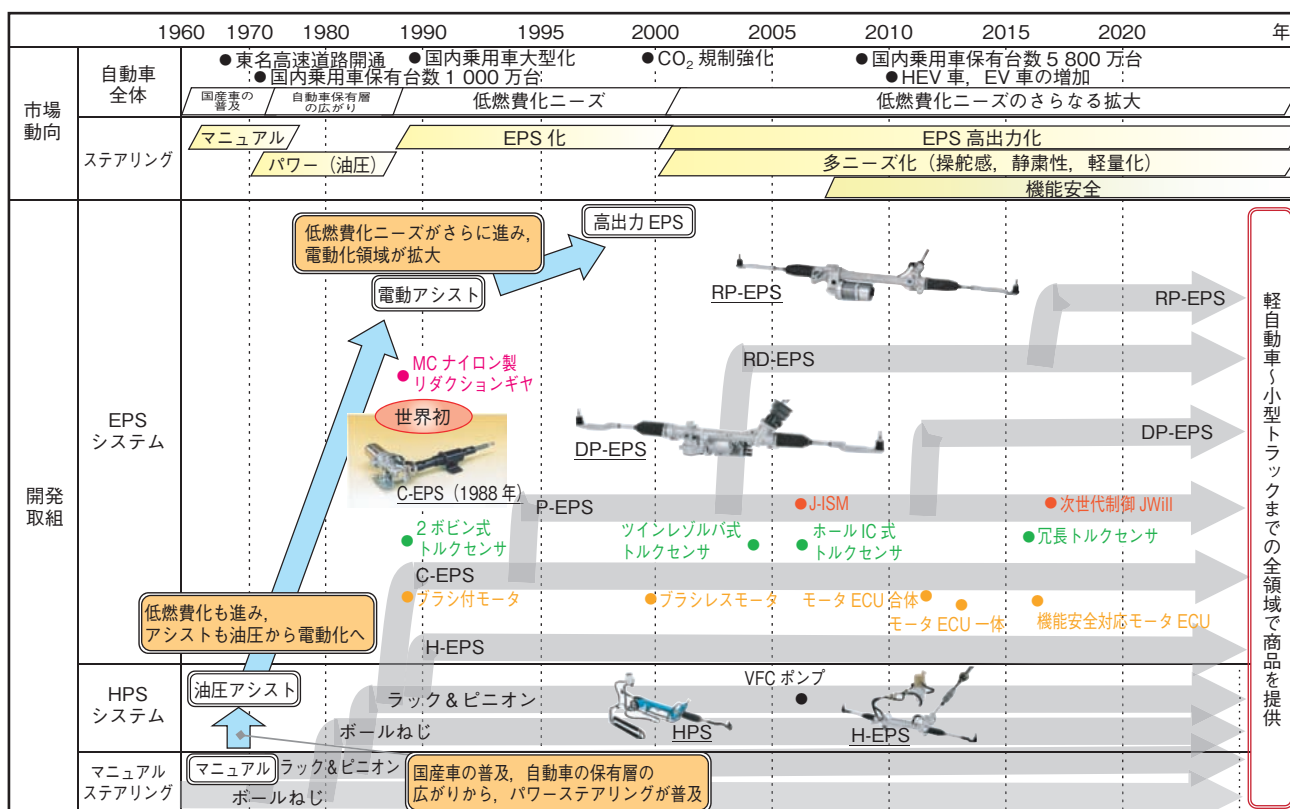 1960 1970 1980 1990 1995 2000 2005 2010 2015 2020 年
市場
動向
自動車
全体
●東名高速道路開通
●国内乗用車大型化
●CO₂ 規制強化
●国内乗用車保有台数 5 800 万台
●国内乗用車保有台数 1 000 万台
●HEV 車，EV 車の増加
国産車の
普及
自動車保有層
の広がり
低燃費化ニーズ
低燃費化ニーズのさらなる拡大
ステアリング
マニュアル
EPS 化
EPS 高出力化
パワー（油圧）
多ニーズ化（操舵感，静粛性，軽量化）
機能安全
開発
取組
EPS
システム
高出力 EPS
低燃費化ニーズがさらに進み，
電動化領域が拡大
電動アシスト
RP-EPS
RP-EPS
RD-EPS
●MC ナイロン製
リダクションギヤ
世界初
C-EPS（1988 年）
DP-EPS
DP-EPS
P-EPS
●J-ISM
●次世代制御 JWill
●2 ボビン式
トルクセンサ
ツインレゾルバ式
トルクセンサ●
●ホール IC 式
トルクセンサ
●冗長トルクセンサ
C-EPS
●ブラシ付モータ
●ブラシレスモータ
モータ ECU 合体●
モータ ECU 一体
●機能安全対応モータ ECU
低燃費化も進み，
アシストも油圧から電動化へ
H-EPS
HPS
システム
油圧アシスト
ラック＆ピニオン
VFC ポンプ
ボールねじ
HPS
H-EPS
マニュアル
ステアリング
マニュアル
ラック＆ピニオン
ボールねじ
国産車の普及，自動車の保有層の
広がりから，パワーステアリングが普及
軽自動車～小型トラックまでの全領域で商品を提供